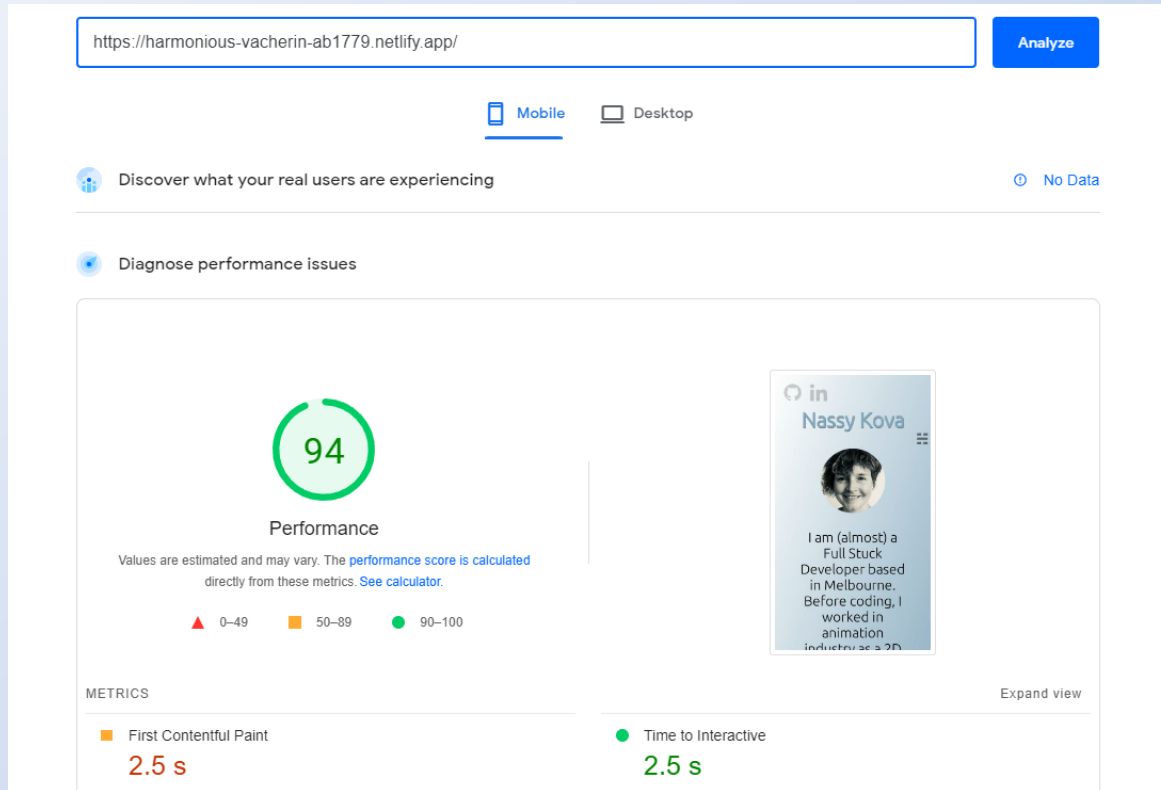 https://harmonious-vacherin-ab1779.netlify.app/
Analyze
Mobile
Desktop
Discover what your real users are experiencing
No Data
Diagnose performance issues
94
Performance
Values are estimated and may vary. The performance score is calculated
directly from these metrics. See calculator.
0–49
50–89
90–100
in
Nassy Kova
I am (almost) a
Full Stuck
Developer based
in Melbourne.
Before coding, I
worked in
animation
industry as a 2D
METRICS
Expand view
First Contentful Paint
2.5 s
Time to Interactive
2.5 s